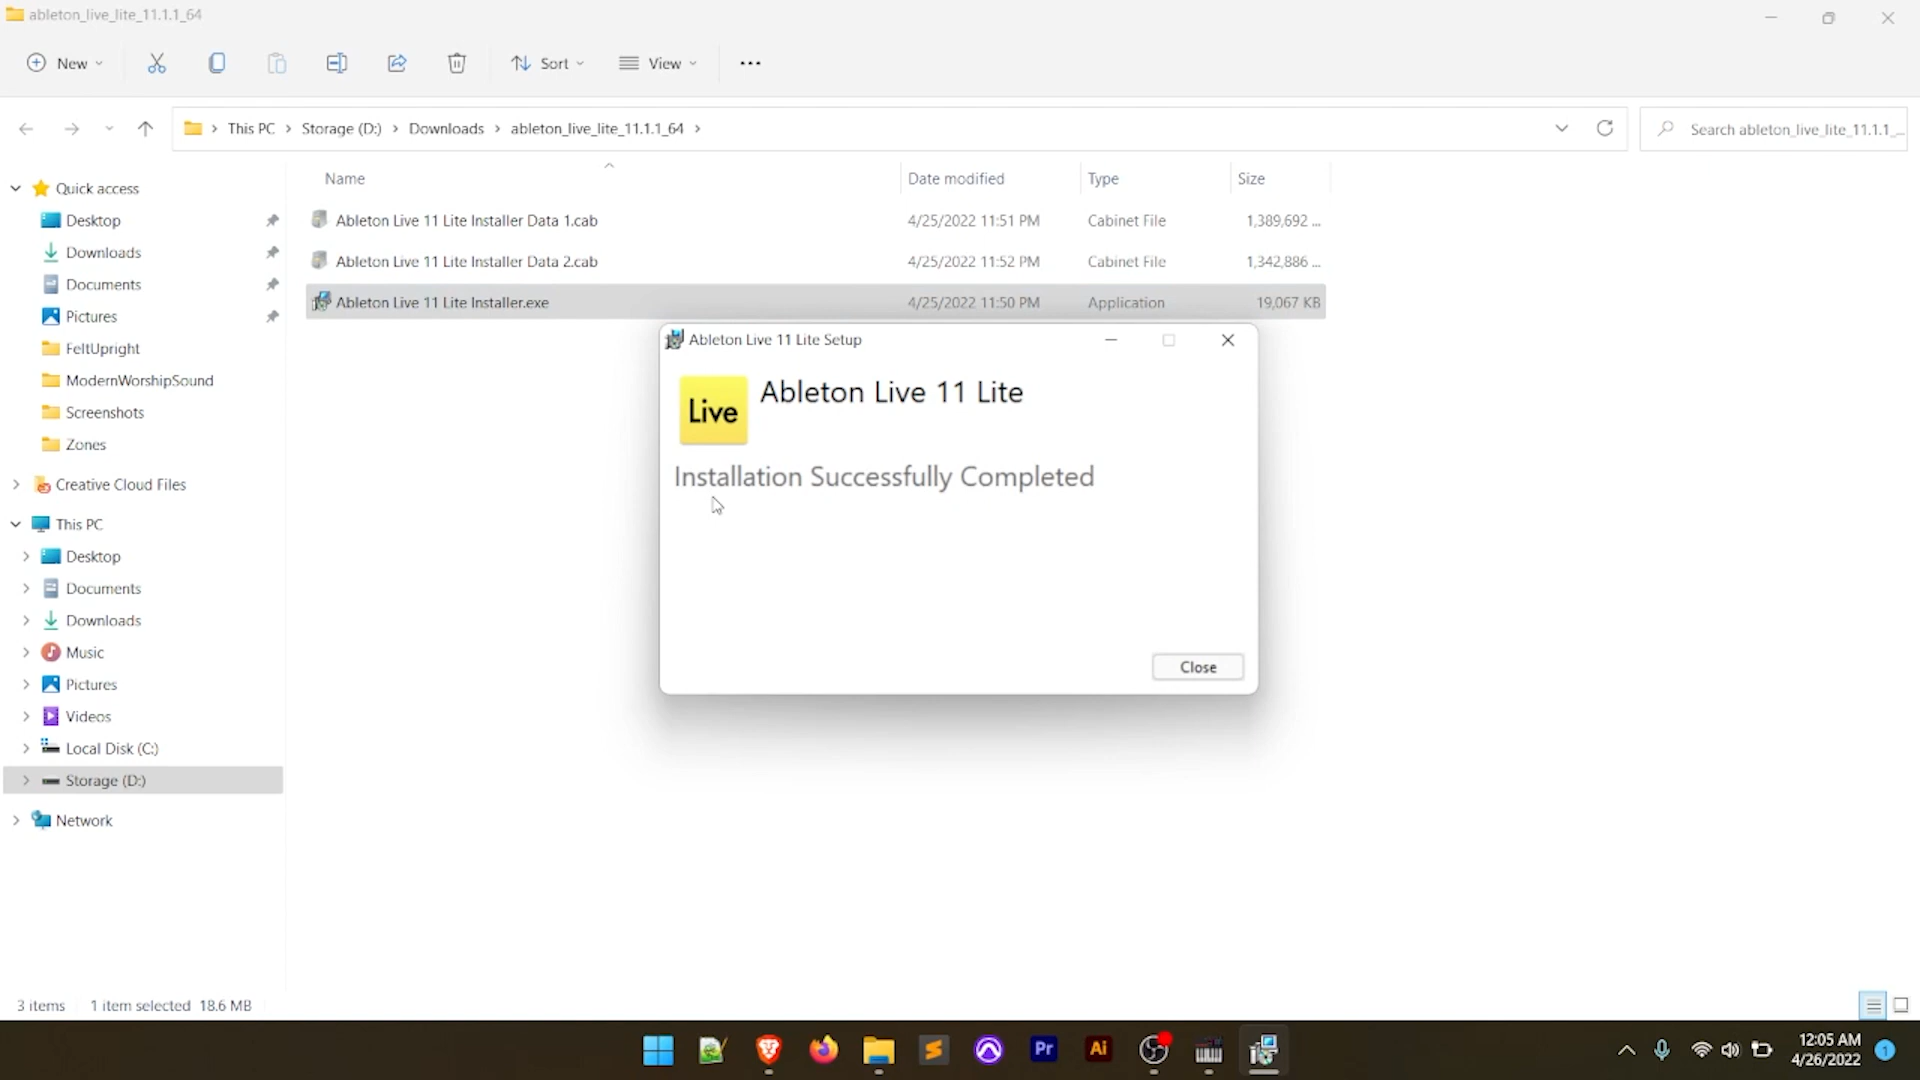 ableton_live_lite_11.1.1_64
New
Sort
View
This PC
Storage (D:)
Downloads
ableton_live_lite_11.1.1_64
Search ableton_live_lite_11.1.1_...
Name
Date modified
Type
Size
Ableton Live 11 Lite Installer Data 1.cab
4/25/2022 11:51 PM
Cabinet File
1,389,692 ...
Ableton Live 11 Lite Installer Data 2.cab
4/25/2022 11:52 PM
Cabinet File
1,342,886 ...
Ableton Live 11 Lite Installer.exe
4/25/2022 11:50 PM
Application
19,067 KB
Quick access
Desktop
Downloads
Documents
Pictures
FeltUpright
ModernWorshipSound
Screenshots
Zones
Creative Cloud Files
This PC
Desktop
Documents
Downloads
Music
Pictures
Videos
Local Disk (C:)
Storage (D:)
Network
Ableton Live 11 Lite Setup
Live
Ableton Live 11 Lite
Installation Successfully Completed
Close
3 items
1 item selected 18.6 MB
Pr
Ai
12:05 AM
4/26/2022
1